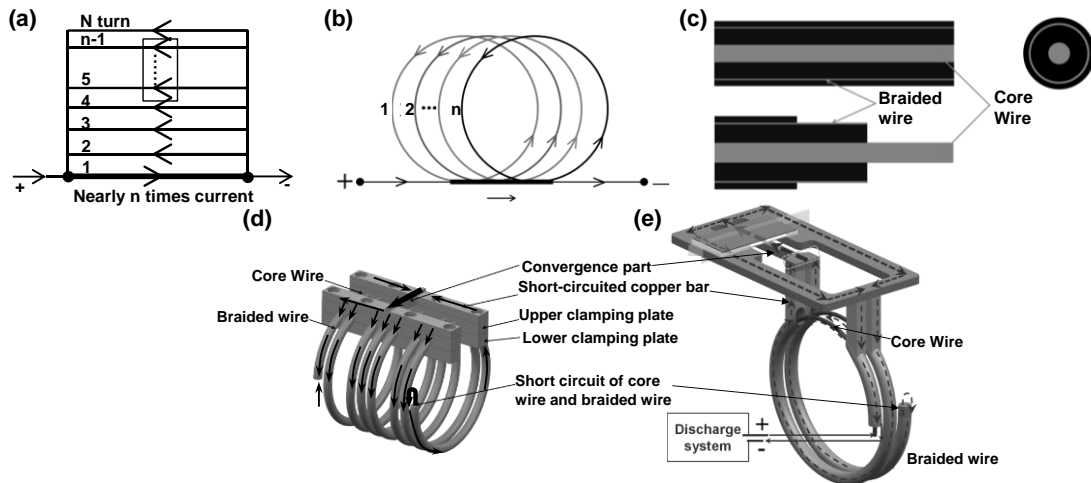 (a)
N turn
n-1
5
4
3
2
1
+
-
Nearly n times current
(b)
1
2
n
+
—
(c)
Braided
wire
Core
Wire
(d)
Core Wire
Braided wire
Convergence part
Short-circuited copper bar
Upper clamping plate
Lower clamping plate
Short circuit of core
wire and braided wire
(e)
Core Wire
Discharge
system
+
-
Braided wire